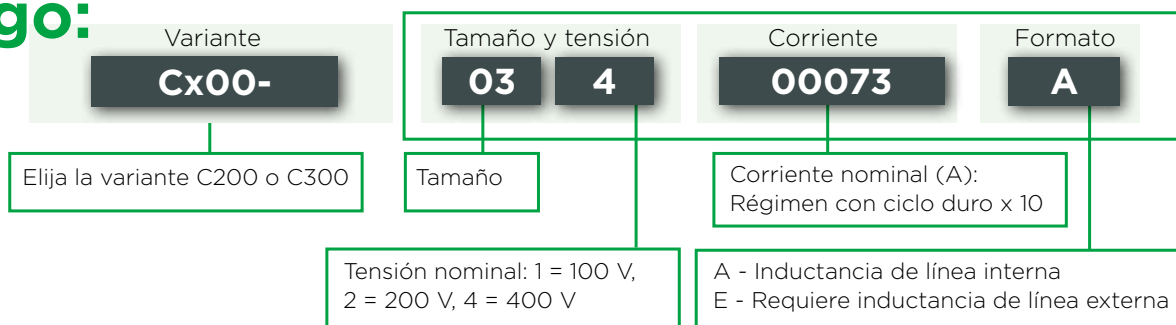 go:
Variante
Tamaño y tensión
Corriente
Formato
Cx00-
03
4
00073
A
Elija la variante C200 o C300
Tamaño
Corriente nominal (A):
Régimen con ciclo duro x 10
Tensión nominal: 1 = 100 V,
2 = 200 V, 4 = 400 V
A - Inductancia de línea interna
E - Requiere inductancia de línea externa